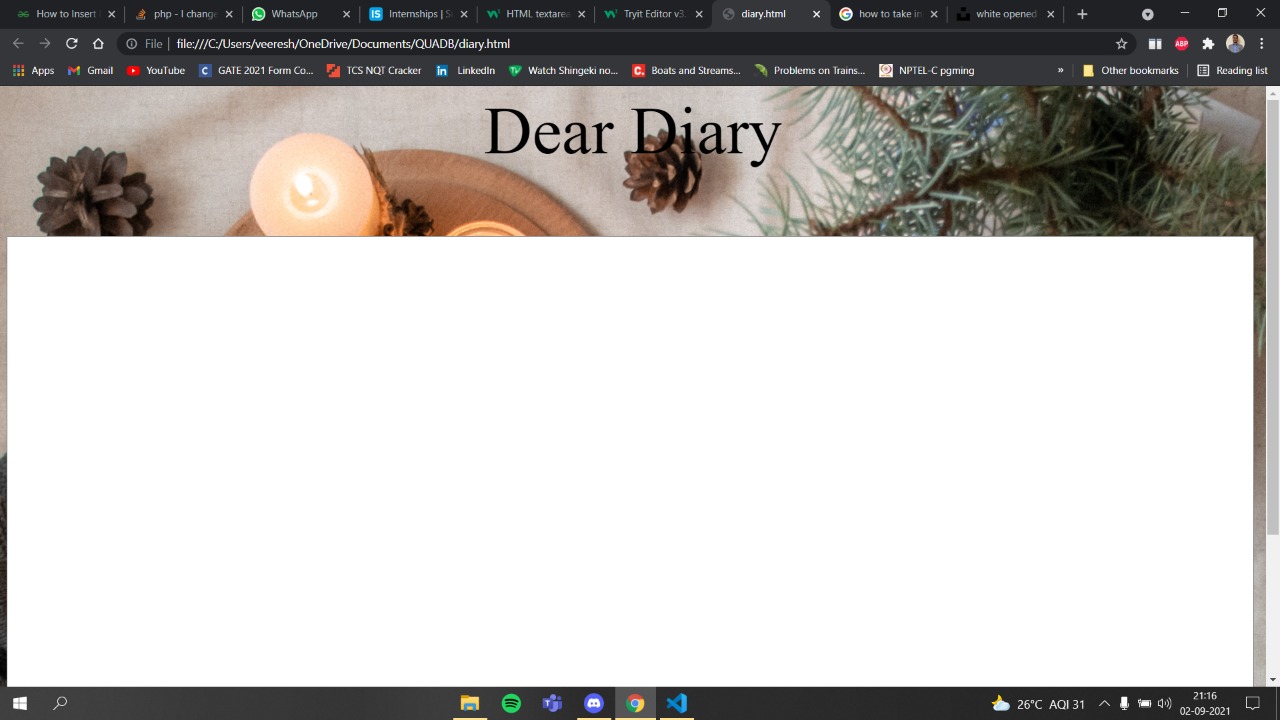 How to Insert
php - I change
WhatsApp
Internships | S
HTML textarea
Tryit Editor v3.
diary.html
how to take in
white opened
File
file:///C:/Users/veeresh/OneDrive/Documents/QUADB/diary.html
ABP
Apps
Gmail
YouTube
GATE 2021 Form Co...
TCS NQT Cracker
LinkedIn
Watch Shingeki no...
Boats and Streams...
Problems on trains...
NPTEL-C pgming
»
Other bookmarks
Reading list
Dear Diary
26°C AQI 31
21:16
02-09-2021